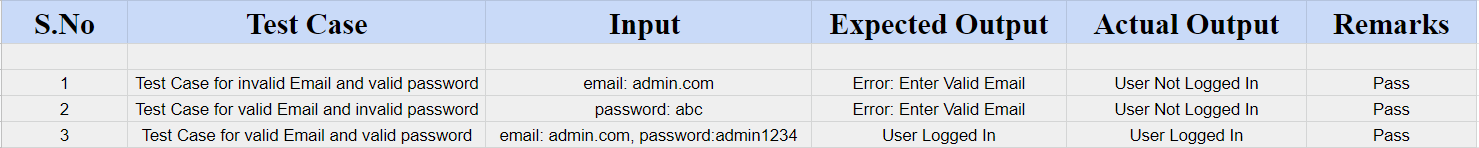 S.No Test Case Input Expected Output Actual Output Remarks
1 Test Case for invalid Email and valid password email: admin.com Error: Enter Valid Email User Not Logged In Pass
2 Test Case for valid Email and invalid password password: abc Error: Enter Valid Email User Not Logged In Pass
3 Test Case for valid Email and valid password email: admin.com, password:admin1234 User Logged In User Logged In Pass